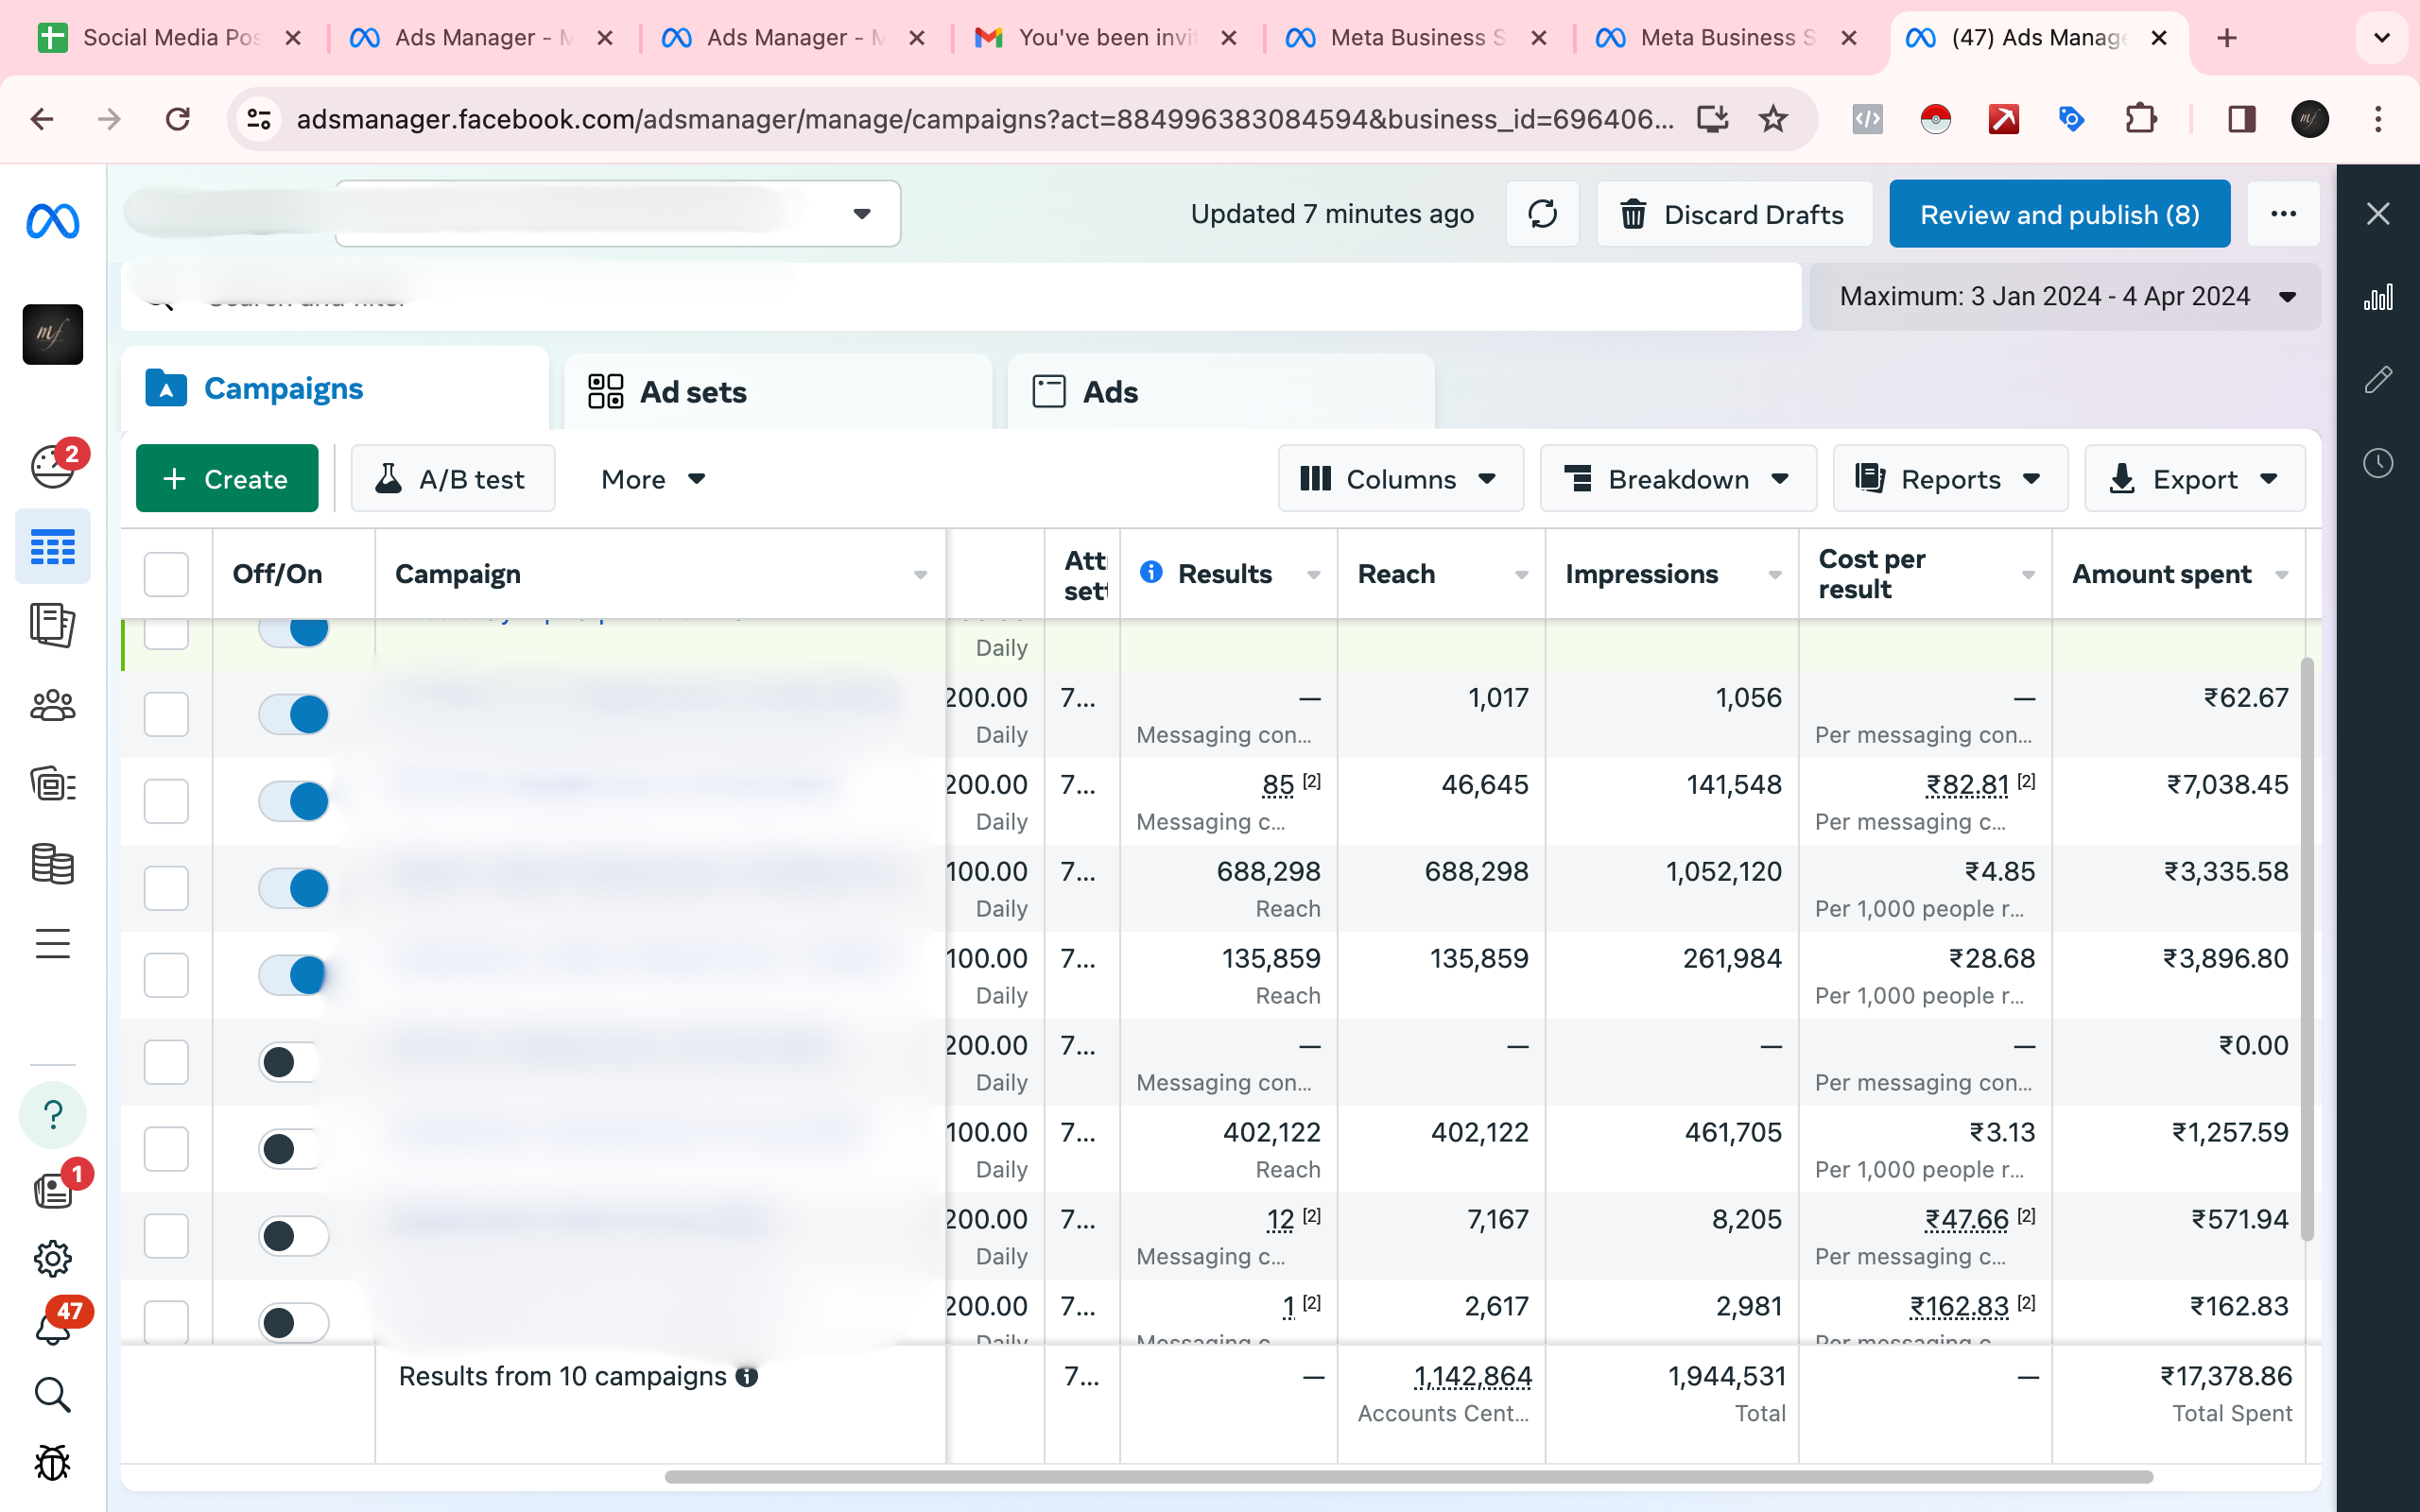 Social Media Pos
Ads Manager - M
Ads Manager - M
You've been invi
Meta Business S
Meta Business S
(47) Ads Manage
adsmanager.facebook.com/adsmanager/manage/campaigns?act=884996383084594&business_id=696406...
Updated 7 minutes ago
Discard Drafts
Review and publish (8)
Maximum: 3 Jan 2024 - 4 Apr 2024
mf
Campaigns
Ad sets
Ads
2
+ Create
A/B test
More
Columns
Breakdown
Reports
Export
Off/On
Campaign
Att
sett
Results
Reach
Impressions
Cost per
result
Amount spent
Daily
200.00 7... — 1,017 1,056 — ₹62.67
Daily Messaging con... Per messaging con...
200.00 7... 85 [2] 46,645 141,548 ₹82.81 [2] ₹7,038.45
Daily Messaging c... Per messaging c...
100.00 7... 688,298 688,298 1,052,120 ₹4.85 ₹3,335.58
Daily Reach Per 1,000 people r...
100.00 7... 135,859 135,859 261,984 ₹28.68 ₹3,896.80
Daily Reach Per 1,000 people r...
200.00 7... — — — — ₹0.00
Daily Messaging con... Per messaging con...
100.00 7... 402,122 402,122 461,705 ₹3.13 ₹1,257.59
Daily Reach Per 1,000 people r...
200.00 7... 12 [2] 7,167 8,205 ₹47.66 [2] ₹571.94
Daily Messaging c... Per messaging c...
200.00 7... 1 [2] 2,617 2,981 ₹162.83 [2] ₹162.83
Daily Messaging c Per messaging c
Results from 10 campaigns 7... — 1,142,864 1,944,531 — ₹17,378.86
Accounts Cent... Total Total Spent
?
1
47